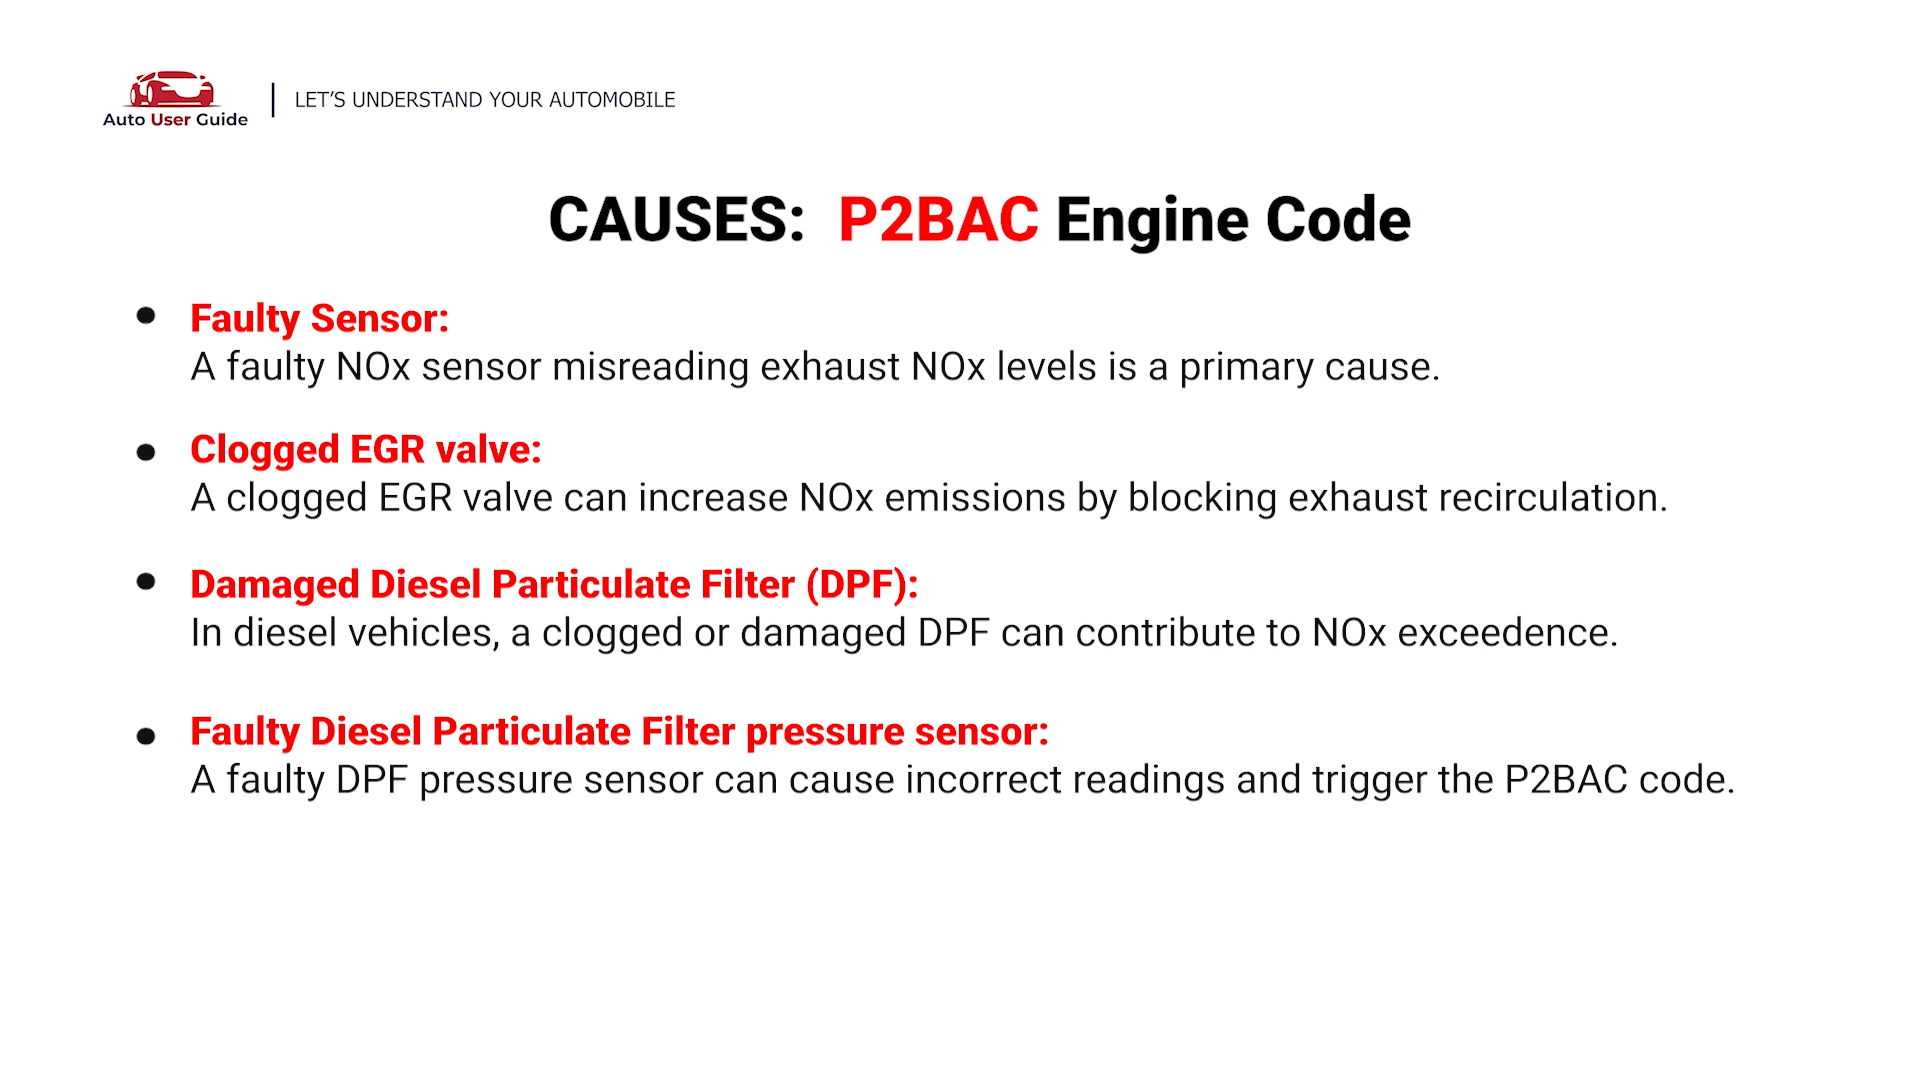 Auto User Guide
LET'S UNDERSTAND YOUR AUTOMOBILE
CAUSES: P2BAC Engine Code
Faulty Sensor:
A faulty NOx sensor misreading exhaust NOx levels is a primary cause.
Clogged EGR valve:
A clogged EGR valve can increase NOx emissions by blocking exhaust recirculation.
Damaged Diesel Particulate Filter (DPF):
In diesel vehicles, a clogged or damaged DPF can contribute to NOx exceedence.
Faulty Diesel Particulate Filter pressure sensor:
A faulty DPF pressure sensor can cause incorrect readings and trigger the P2BAC code.